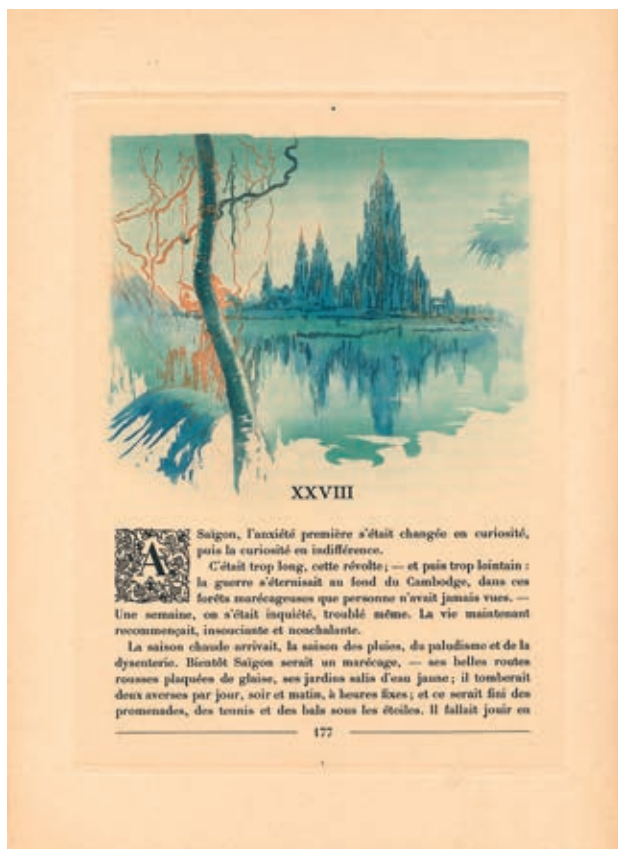 XXVIII
A Saïgon, l'anxiété première s'était changée en curiosité,
puis la curiosité en indifférence.
C'était trop long, cette révolte ; — et puis trop lointain :
la guerre s'éternisait au fond du Cambodge, dans ces
forêts marécageuses que personne n'avait jamais vues. —
Une semaine, on s'était inquiété, troublé même. La vie maintenant
recommençait, insouciante et nonchalante.
La saison chaude arrivait, la saison des pluies, du paludisme et de la
dysenterie. Bientôt Saïgon serait un marécage, — ses belles routes
rousses plaquées de glaise, ses jardins salis d'eau jaune ; il tomberait
deux averses par jour, soir et matin, à heures fixes ; et ce serait fini des
promenades, des tennis et des bals sous les étoiles. Il fallait jouir en
177